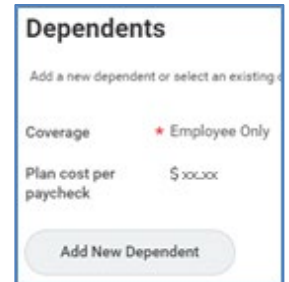 Dependents
Add a new dependent or select an existing
Coverage * Employee Only
Plan cost per $ xx.xx
paycheck
Add New Dependent